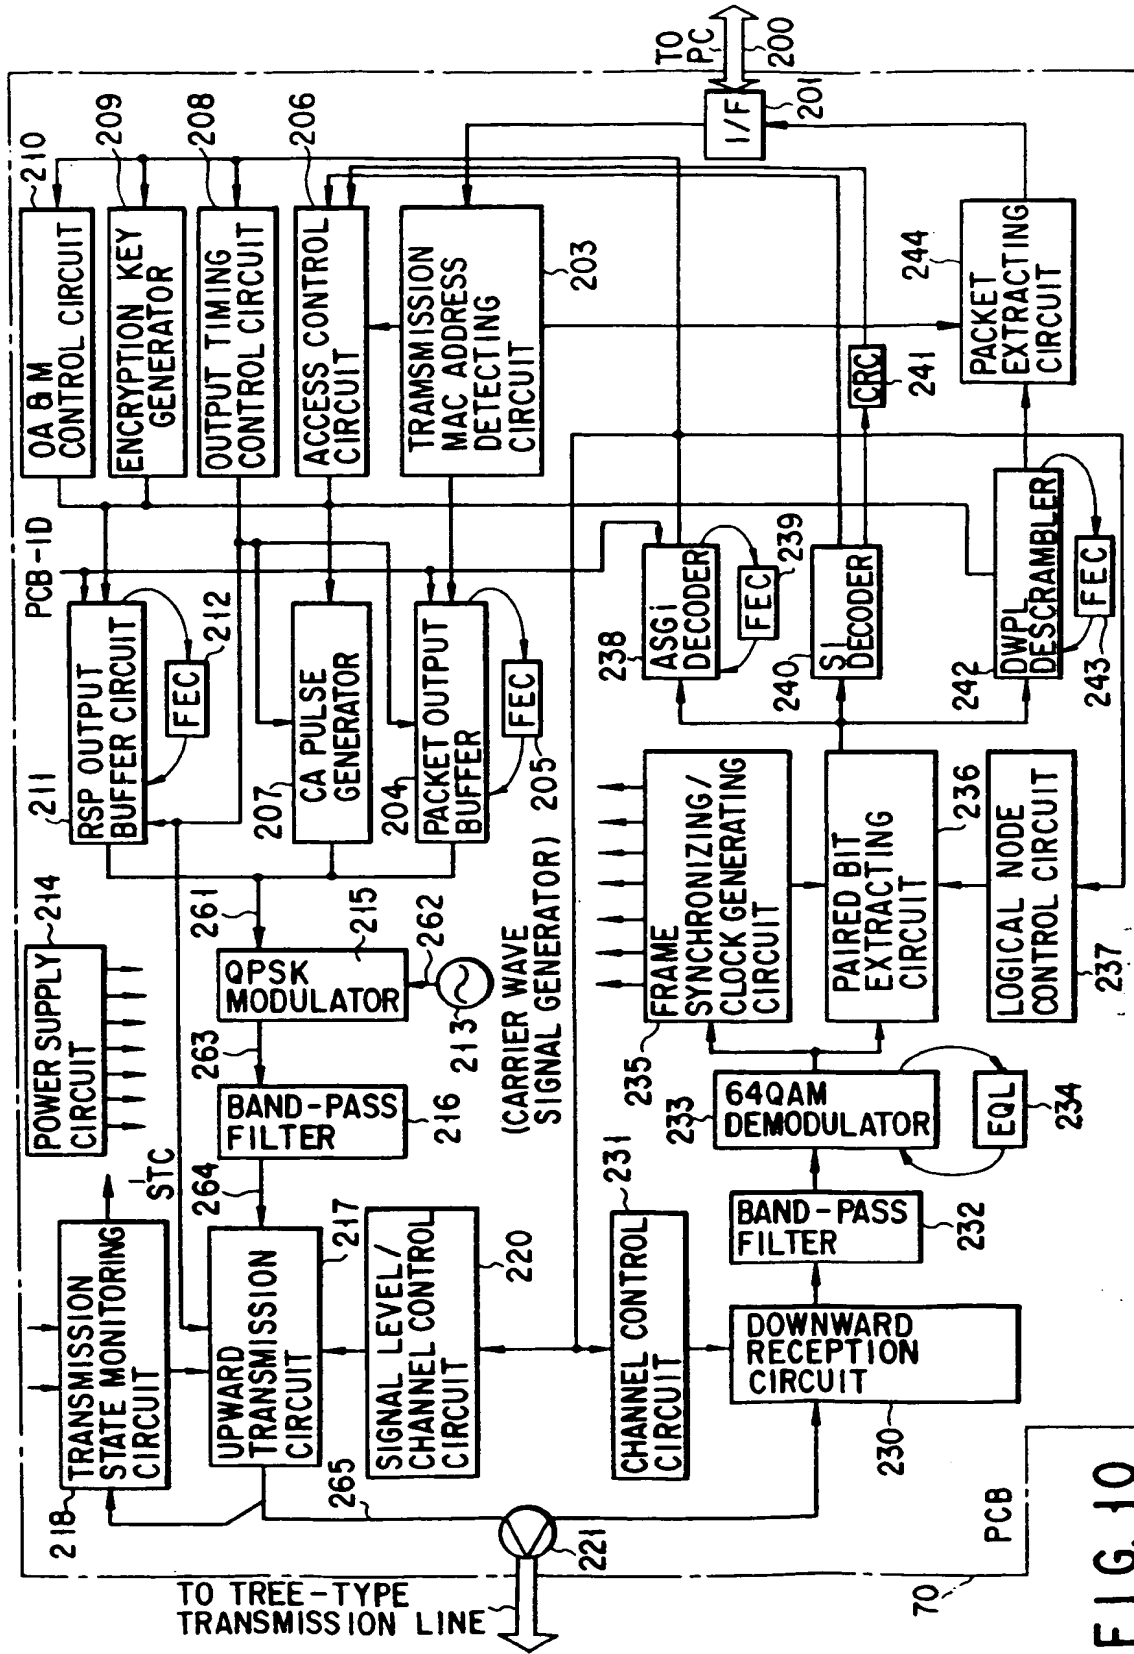 210
OA & M
CONTROL CIRCUIT
209
ENCRYPTION KEY
GENERATOR
208
OUTPUT TIMING
CONTROL CIRCUIT
206
ACCESS CONTROL
CIRCUIT
TRAMSMISSION
MAC ADDRESS
DETECTING
CIRCUIT
203
TO
PC
200
I/F
201
PACKET
EXTRACTING
CIRCUIT
244
CRC
241
PCB-ID
211
RSP OUTPUT
BUFFER CIRCUIT
FEC
212
207
CA PULSE
GENERATOR
204
PACKET OUTPUT
BUFFER
FEC
205
238
ASGi
DECODER
FEC
239
240
SI
DECODER
242
DWPL
DESCRAMBLER
FEC
243
POWER SUPPLY
CIRCUIT
214
261
QPSK
MODULATOR
215
262
213
(CARRIER WAVE
SIGNAL GENERATOR)
263
BAND-PASS
FILTER
216
264
235
FRAME
SYNCHRONIZING/
CLOCK GENERATING
CIRCUIT
PAIRED BIT
EXTRACTING
CIRCUIT
236
LOGICAL NODE
CONTROL CIRCUIT
237
233
64QAM
DEMODULATOR
EQL
234
BAND-PASS
FILTER
232
218
TRANSMISSION
STATE MONITORING
CIRCUIT
STC
UPWARD
TRANSMISSION
CIRCUIT
217
SIGNAL LEVEL/
CHANNEL CONTROL
CIRCUIT
220
CHANNEL CONTROL
CIRCUIT
231
DOWNWARD
RECEPTION
CIRCUIT
230
265
221
TO TREE-TYPE
TRANSMISSION LINE
PCB
70
FIG. 10